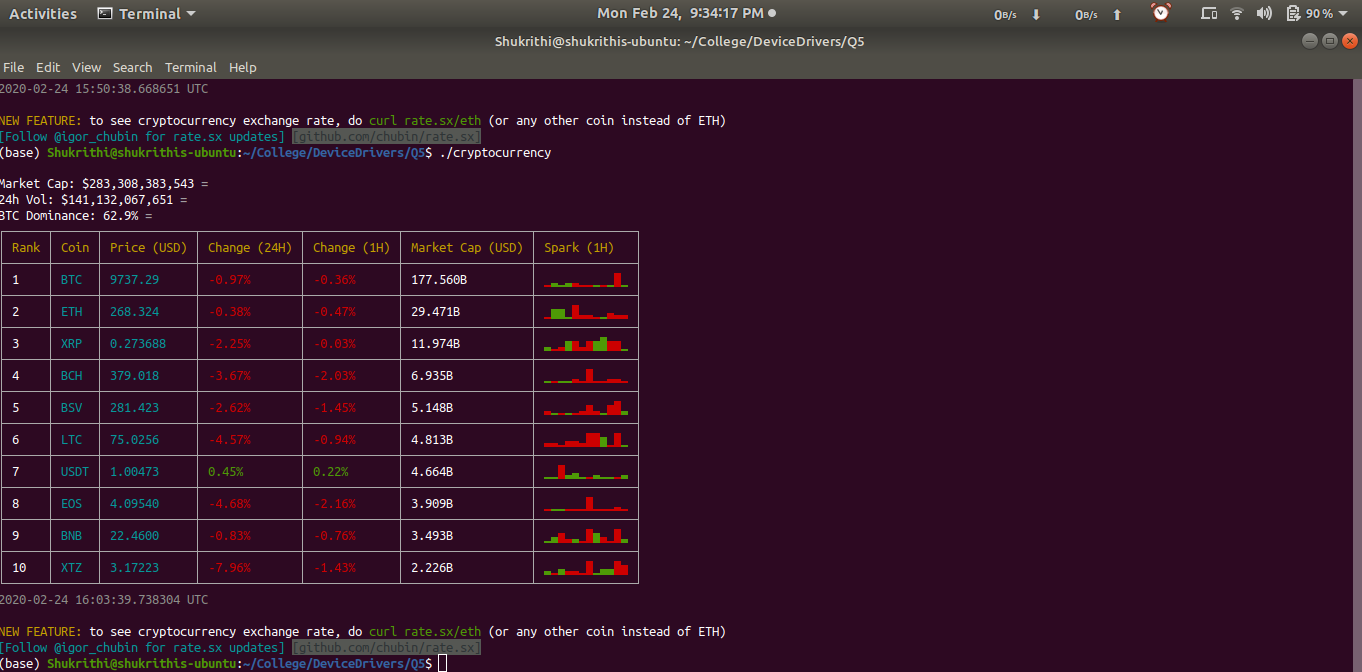 Activities Terminal Mon Feb 24, 9:34:17 PM 0B/s 0B/s 90%
Shukrithi@shukrithis-ubuntu: ~/College/DeviceDrivers/Q5
File Edit View Search Terminal Help
2020-02-24 15:50:38.668651 UTC
NEW FEATURE: to see cryptocurrency exchange rate, do curl rate.sx/eth (or any other coin instead of ETH)
[Follow @igor_chubin for rate.sx updates] [github.com/chubin/rate.sx]
(base) Shukrithi@shukrithis-ubuntu:~/College/DeviceDrivers/Q5$ ./cryptocurrency
Market Cap: $283,308,383,543 =
24h Vol: $141,132,067,651 =
BTC Dominance: 62.9% =
Rank Coin Price (USD) Change (24H) Change (1H) Market Cap (USD) Spark (1H)
1 BTC 9737.29 -0.97% -0.36% 177.560B
2 ETH 268.324 -0.38% -0.47% 29.471B
3 XRP 0.273688 -2.25% -0.03% 11.974B
4 BCH 379.018 -3.67% -2.03% 6.935B
5 BSV 281.423 -2.62% -1.45% 5.148B
6 LTC 75.0256 -4.57% -0.94% 4.813B
7 USDT 1.00473 0.45% 0.22% 4.664B
8 EOS 4.09540 -4.68% -2.16% 3.909B
9 BNB 22.4600 -0.83% -0.76% 3.493B
10 XTZ 3.17223 -7.96% -1.43% 2.226B
2020-02-24 16:03:39.738304 UTC
NEW FEATURE: to see cryptocurrency exchange rate, do curl rate.sx/eth (or any other coin instead of ETH)
[Follow @igor_chubin for rate.sx updates] [github.com/chubin/rate.sx]
(base) Shukrithi@shukrithis-ubuntu:~/College/DeviceDrivers/Q5$